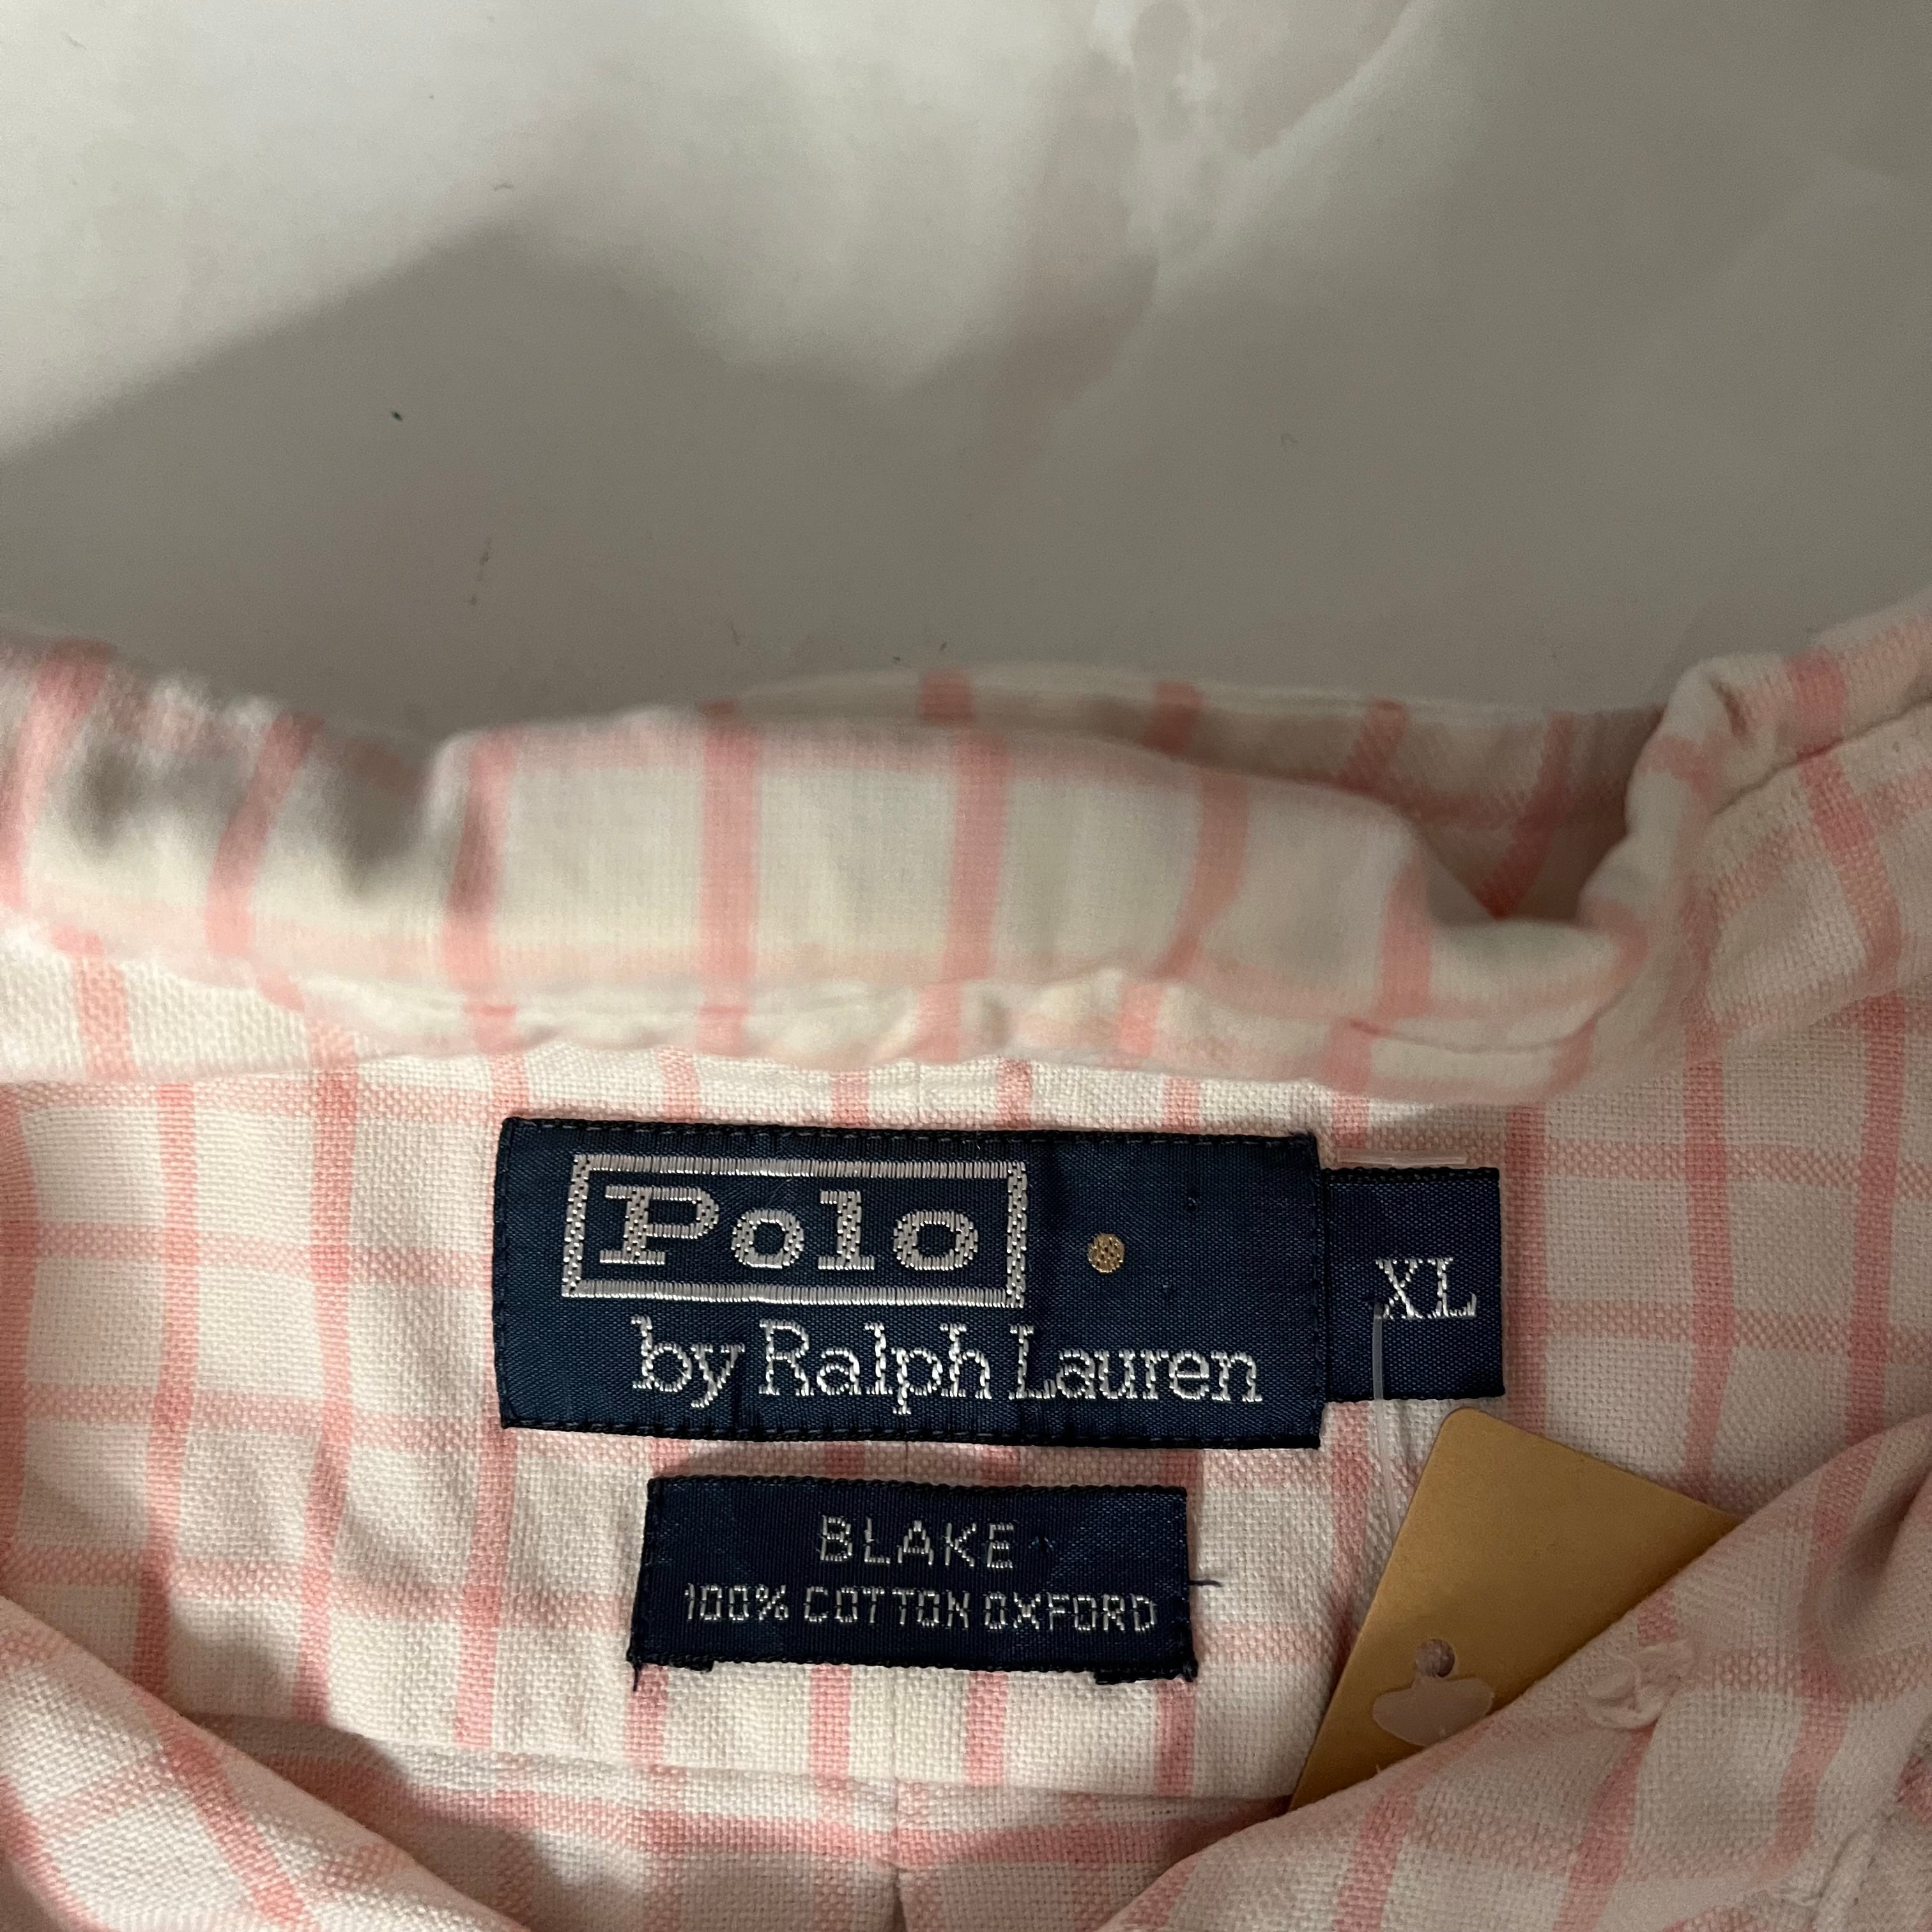 Polo
by Ralph Lauren
XL
BLAKE
100% COTTON OXFORD